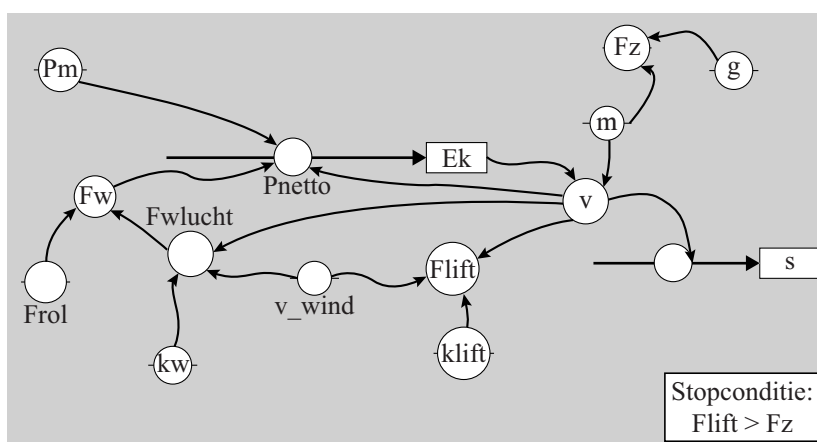 Fz
Pm
g
m
Ek
Pnetto
Fw
v
Fwlucht
Flift
s
Frol
v_wind
kw
klift
Stopconditie:
Flift > Fz